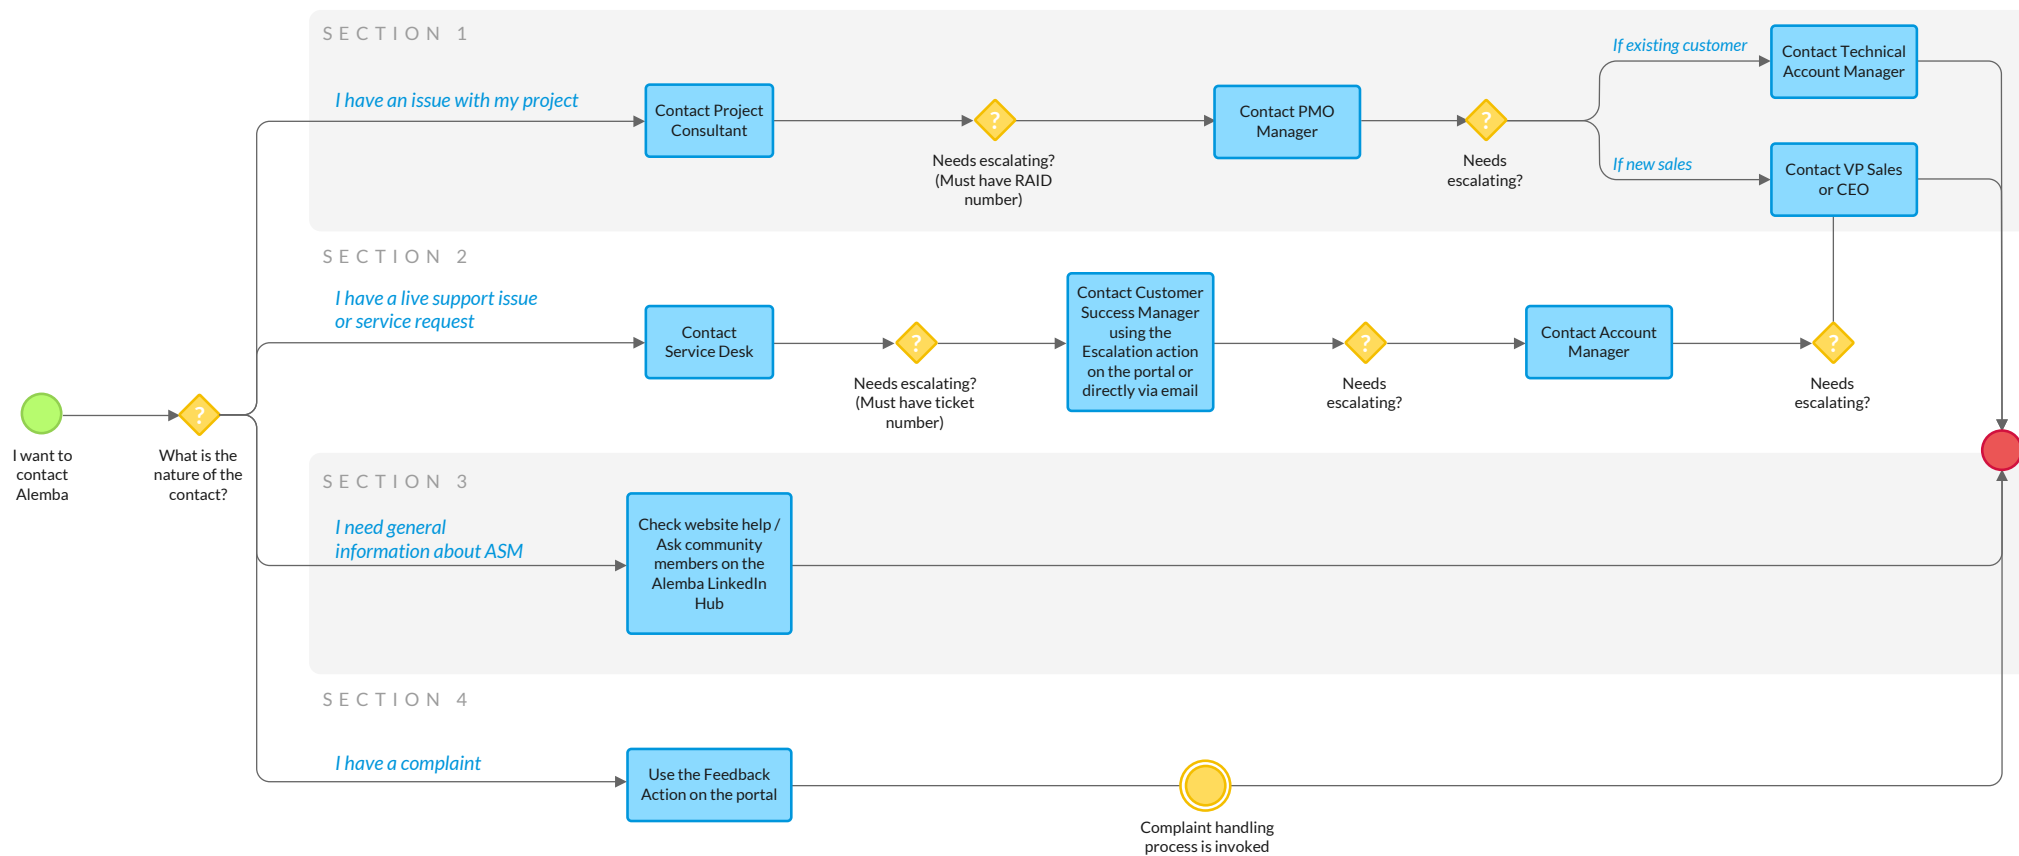 SECTION 1
I have an issue with my project
Contact Project
Consultant
?
Needs escalating?
(Must have RAID
number)
Contact PMO
Manager
?
Needs
escalating?
If existing customer
Contact Technical
Account Manager
If new sales
Contact VP Sales
or CEO
SECTION 2
I have a live support issue
or service request
Contact
Service Desk
?
Needs escalating?
(Must have ticket
number)
Contact Customer
Success Manager
using the
Escalation action
on the portal or
directly via email
?
Needs
escalating?
Contact Account
Manager
?
Needs
escalating?
I want to
contact
Alemba
?
What is the
nature of the
contact?
SECTION 3
I need general
information about ASM
Check website help /
Ask community
members on the
Alemba LinkedIn
Hub
SECTION 4
I have a complaint
Use the Feedback
Action on the portal
Complaint handling
process is invoked